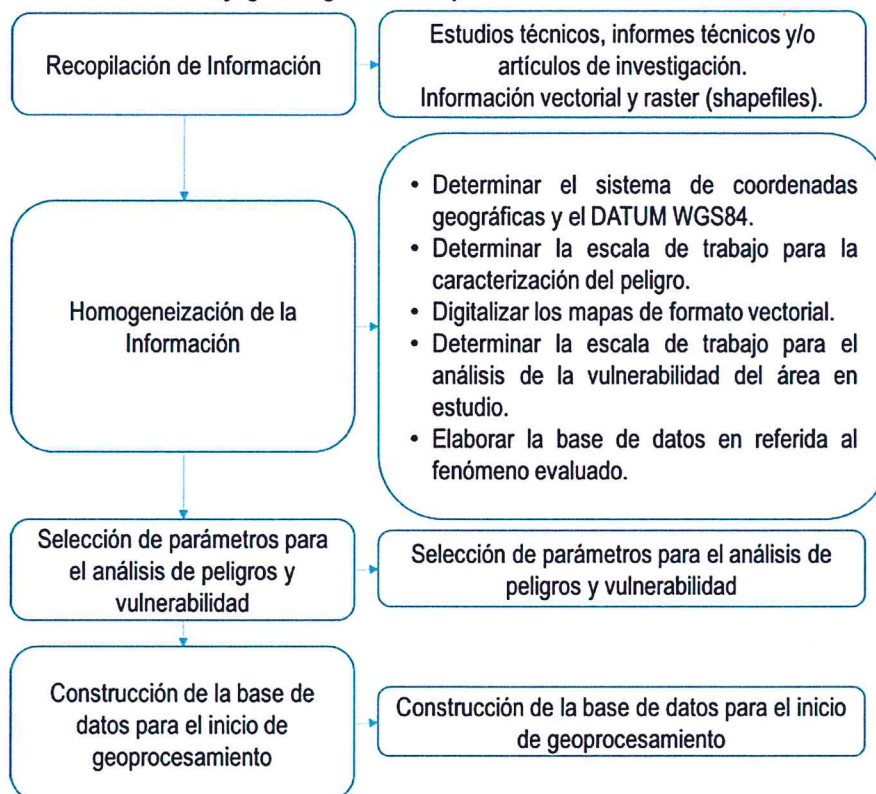 Recopilación de Información
Estudios técnicos, informes técnicos y/o
artículos de investigación.
Información vectorial y raster (shapefiles).
Homogeneización de la
Información
• Determinar el sistema de coordenadas
geográficas y el DATUM WGS84.
• Determinar la escala de trabajo para la
caracterización del peligro.
• Digitalizar los mapas de formato vectorial.
• Determinar la escala de trabajo para el
análisis de la vulnerabilidad del área en
estudio.
• Elaborar la base de datos en referida al
fenómeno evaluado.
Selección de parámetros para
el análisis de peligros y
vulnerabilidad
Selección de parámetros para el análisis de
peligros y vulnerabilidad
Construcción de la base de
datos para el inicio de
geoprocesamiento
Construcción de la base de datos para el inicio
de geoprocesamiento